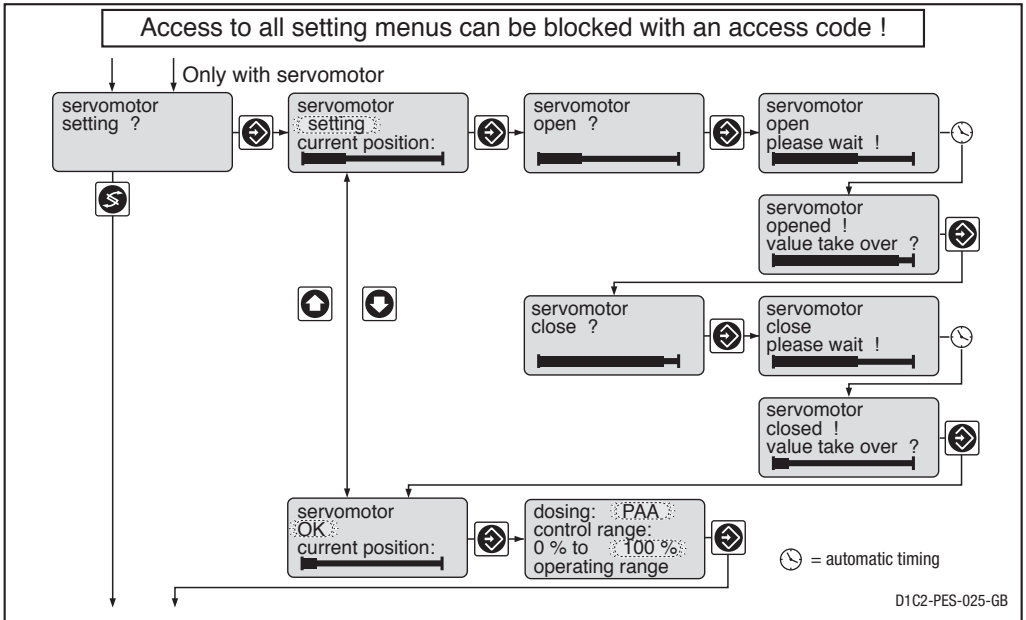 Access to all setting menus can be blocked with an access code !
Only with servomotor
servomotor
setting ?
servomotor
setting
current position:
servomotor
open ?
servomotor
open
please wait !
servomotor
opened !
value take over ?
servomotor
close ?
servomotor
close
please wait !
servomotor
closed !
value take over ?
servomotor
OK
current position:
dosing: PAA
control range:
0 % to 100 %
operating range
= automatic timing
D1C2-PES-025-GB